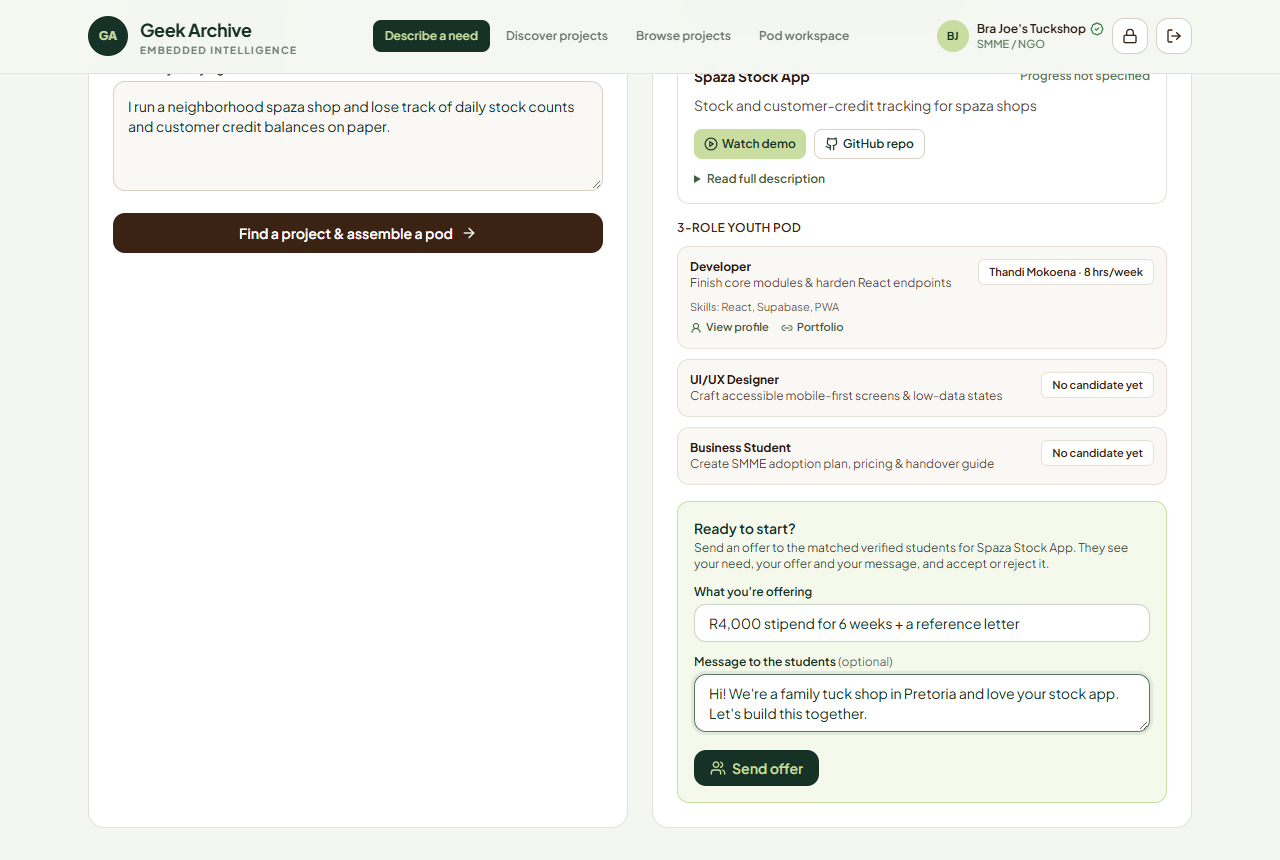 GA
Geek Archive
EMBEDDED INTELLIGENCE
Describe a need
Discover projects
Browse projects
Pod workspace
BJ
Bra Joe's Tuckshop
SMME / NGO
I run a neighborhood spaza shop and lose track of daily stock counts
and customer credit balances on paper.
Find a project & assemble a pod
Spaza Stock App
Progress not specified
Stock and customer-credit tracking for spaza shops
Watch demo
GitHub repo
Read full description
3-ROLE YOUTH POD
Developer
Finish core modules & harden React endpoints
Thandi Mokoena · 8 hrs/week
Skills: React, Supabase, PWA
View profile
Portfolio
UI/UX Designer
Craft accessible mobile-first screens & low-data states
No candidate yet
Business Student
Create SMME adoption plan, pricing & handover guide
No candidate yet
Ready to start?
Send an offer to the matched verified students for Spaza Stock App. They see
your need, your offer and your message, and accept or reject it.
What you're offering
R4,000 stipend for 6 weeks + a reference letter
Message to the students (optional)
Hi! We're a family tuck shop in Pretoria and love your stock app.
Let's build this together.
Send offer